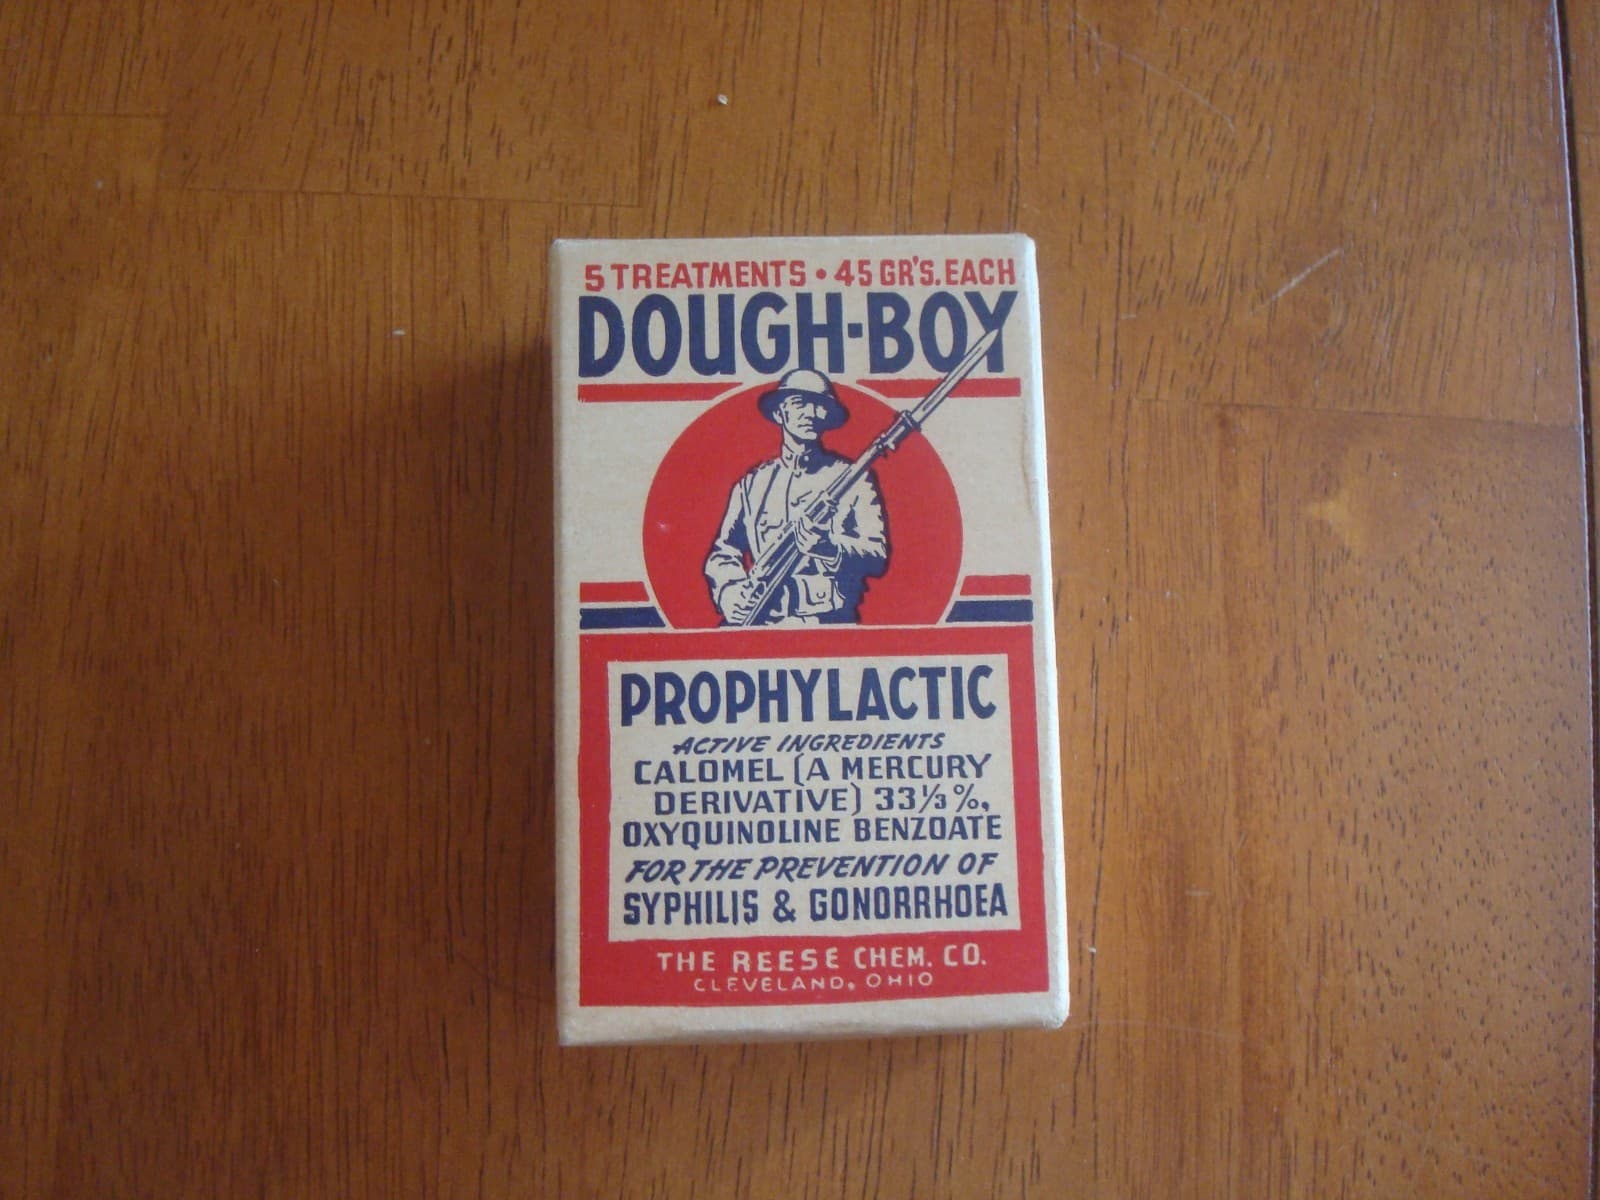 5 TREATMENTS • 45 GR'S. EACH
DOUGH-BOY
PROPHYLACTIC
ACTIVE INGREDIENTS
CALOMEL (A MERCURY
DERIVATIVE) 33⅓%,
OXYQUINOLINE BENZOATE
FOR THE PREVENTION OF
SYPHILIS & GONORRHOEA
THE REESE CHEM. CO.
CLEVELAND, OHIO